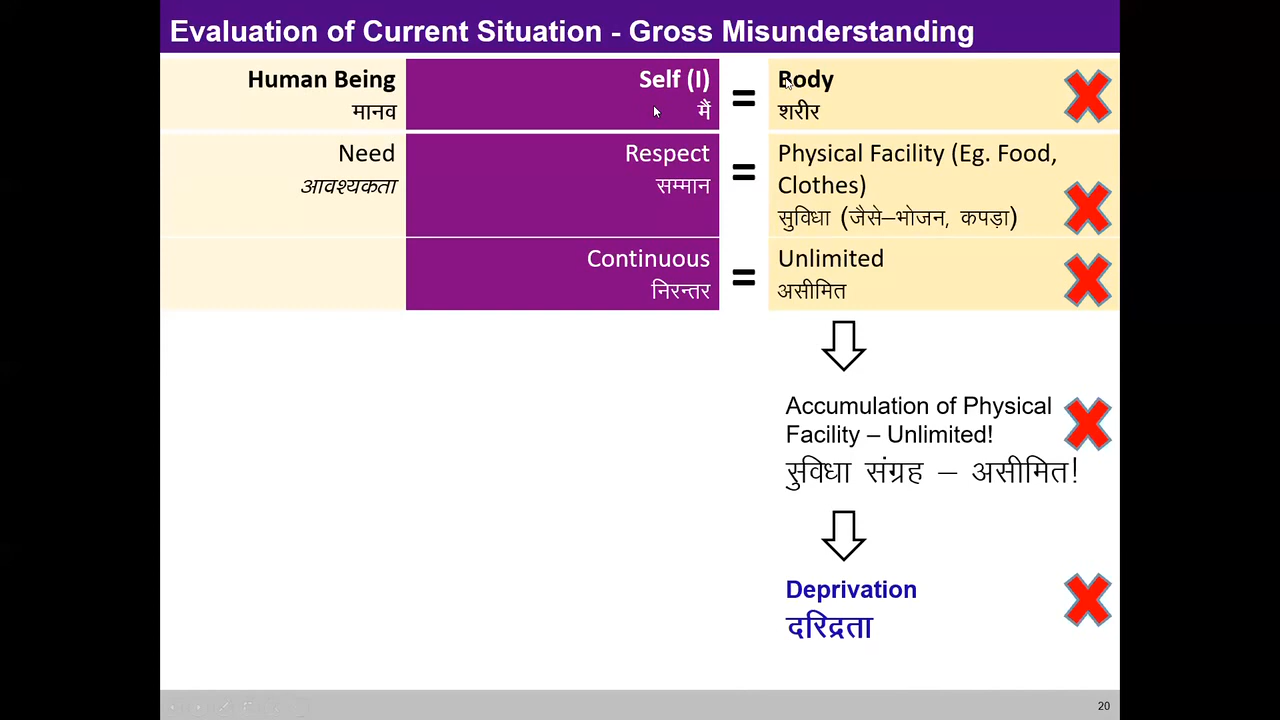 Evaluation of Current Situation - Gross Misunderstanding
Human Being
मानव
Self (I)
मैं
=
Body
शरीर
Need
आवश्यकता
Respect
सम्मान
=
Physical Facility (Eg. Food,
Clothes)
सुविधा (जैसे–भोजन, कपड़ा)
Continuous
निरन्तर
=
Unlimited
असीमित
Accumulation of Physical
Facility – Unlimited!
सुविधा संग्रह – असीमित!
Deprivation
दरिद्रता
20